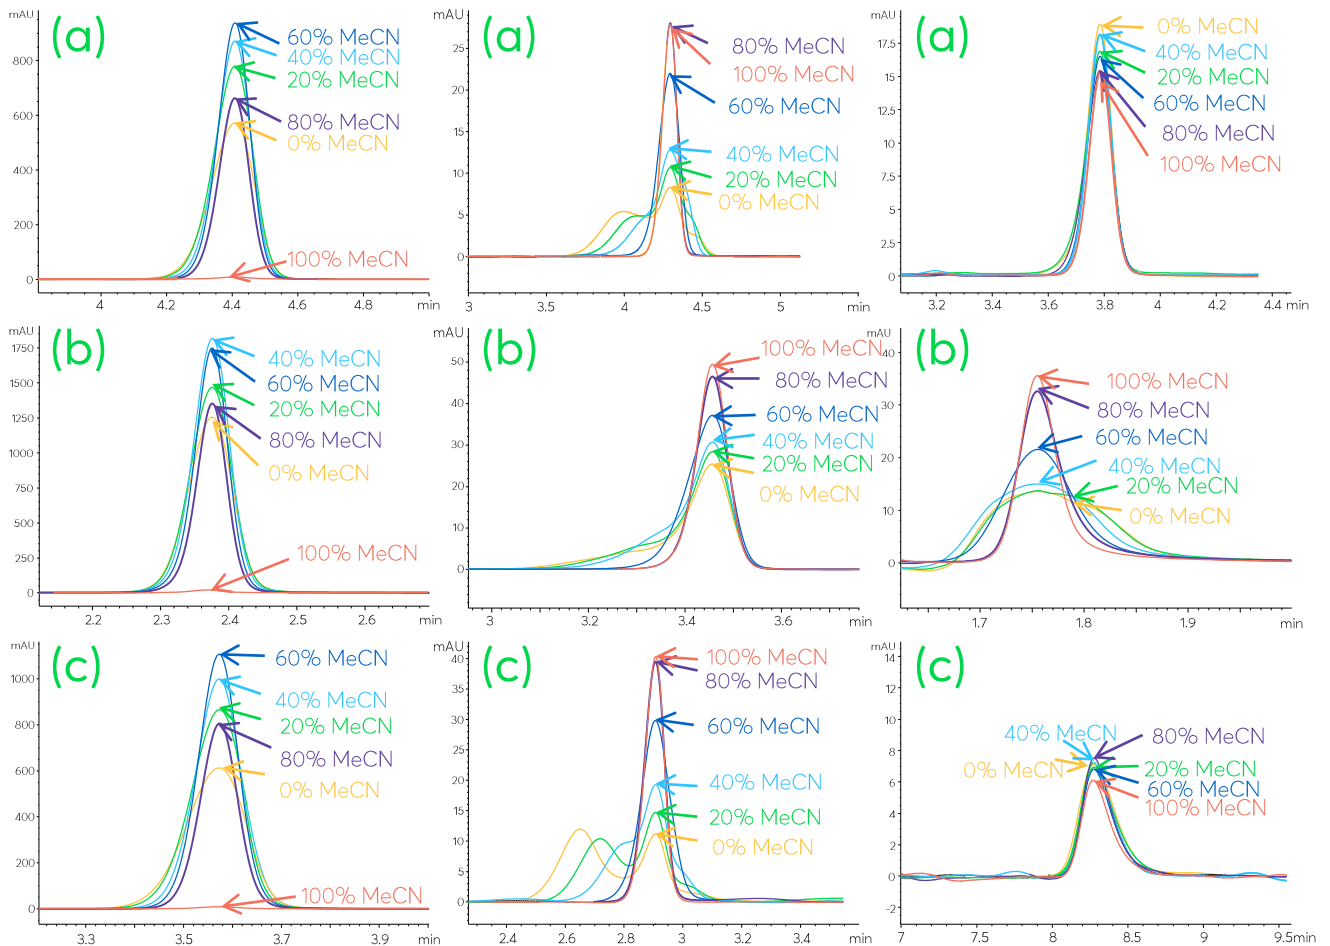 mAU
(a)
60% MeCN
40% MeCN
20% MeCN
80% MeCN
0% MeCN
100% MeCN
800
600
400
200
0
4
4.2
4.4
4.6
4.8
min
mAU
(a)
80% MeCN
100% MeCN
60% MeCN
40% MeCN
20% MeCN
0% MeCN
25
20
15
10
5
0
3
3.5
4
4.5
5
min
mAU
(a)
0% MeCN
40% MeCN
20% MeCN
60% MeCN
80% MeCN
100% MeCN
17.5
15
12.5
10
7.5
5
2.5
0
3.2
3.4
3.6
3.8
4
4.2
4.4 min
mAU
(b)
40% MeCN
60% MeCN
20% MeCN
80% MeCN
0% MeCN
100% MeCN
1750
1500
1250
1000
750
500
250
0
2.2
2.3
2.4
2.5
2.6
min
mAU
(b)
100% MeCN
80% MeCN
60% MeCN
40% MeCN
20% MeCN
0% MeCN
50
40
30
20
10
0
3
3.2
3.4
3.6
min
mAU
(b)
100% MeCN
80% MeCN
60% MeCN
40% MeCN
20% MeCN
0% MeCN
40
30
20
10
0
1.7
1.8
1.9
min
mAU
(c)
60% MeCN
40% MeCN
20% MeCN
80% MeCN
0% MeCN
100% MeCN
1000
800
600
400
200
0
3.3
3.5
3.7
3.9
min
mAU
(c)
100% MeCN
80% MeCN
60% MeCN
40% MeCN
20% MeCN
0% MeCN
40
35
30
25
20
15
10
5
0
2.4
2.6
2.8
3
3.2
3.4
min
mAU
(c)
40% MeCN
80% MeCN
0% MeCN
20% MeCN
60% MeCN
100% MeCN
14
12
10
8
6
4
2
0
-2
7
7.5
8
8.5
9
9.5min